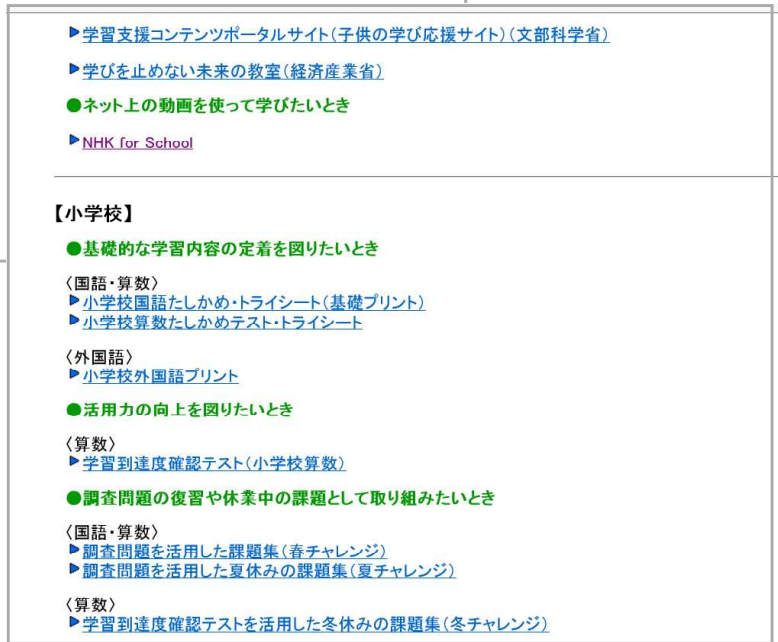 学習支援コンテンツポータルサイト（子供の学び応援サイト）（文部科学省）
学びを止めない未来の教室（経済産業省）
●ネット上の動画を使って学びたいとき
NHK for School
【小学校】
●基礎的な学習内容の定着を図りたいとき
〈国語・算数〉
小学校国語たしかめ・トライシート（基礎プリント）
小学校算数たしかめテスト・トライシート
〈外国語〉
小学校外国語プリント
●活用力の向上を図りたいとき
〈算数〉
学習到達度確認テスト（小学校算数）
●調査問題の復習や休業中の課題として取り組みたいとき
〈国語・算数〉
調査問題を活用した課題集（春チャレンジ）
調査問題を活用した夏休みの課題集（夏チャレンジ）
〈算数〉
学習到達度確認テストを活用した冬休みの課題集（冬チャレンジ）